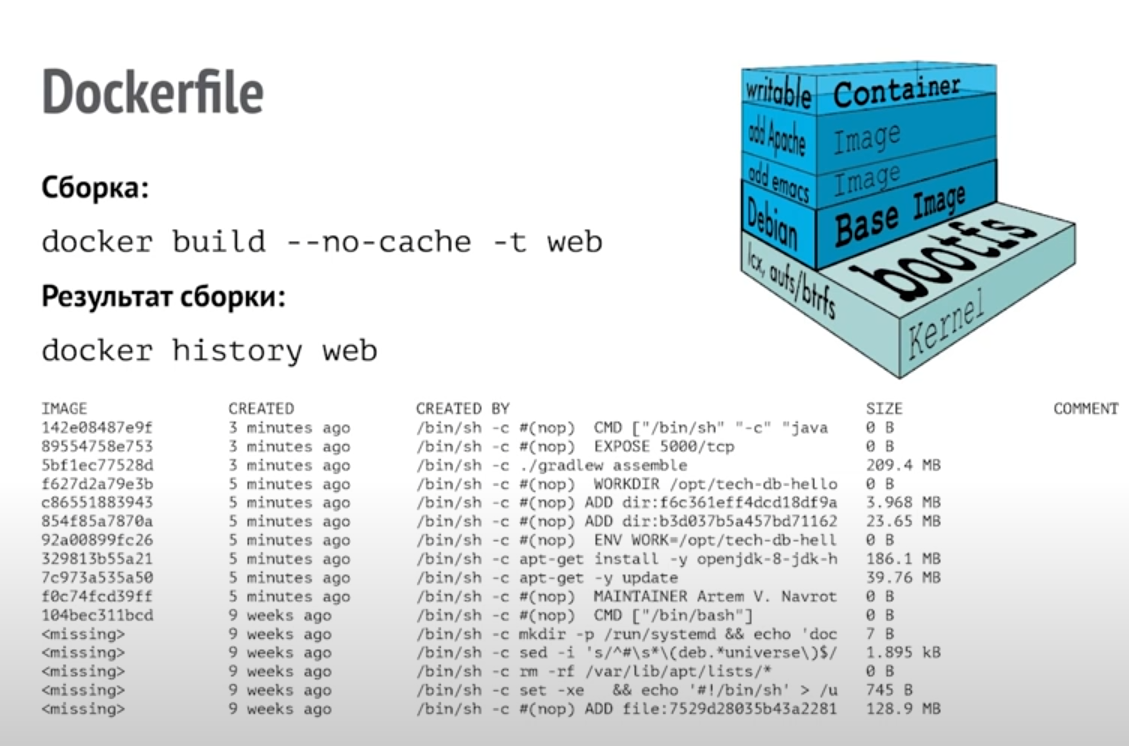 Dockerfile
Сборка:
docker build --no-cache -t web
Результат сборки:
docker history web
writable Container
add Apache Image
add emacs Image
Debian Base Image
lcx, aufs/btrfs bootfs
Kernel
IMAGE CREATED CREATED BY SIZE COMMENT
142e08487e9f 3 minutes ago /bin/sh -c #(nop) CMD ["/bin/sh" "-c" "java 0 B
89554758e753 3 minutes ago /bin/sh -c #(nop) EXPOSE 5000/tcp 0 B
5bf1ec77528d 3 minutes ago /bin/sh -c ./gradlew assemble 209.4 MB
f627d2a79e3b 5 minutes ago /bin/sh -c #(nop) WORKDIR /opt/tech-db-hello 0 B
c86551883943 5 minutes ago /bin/sh -c #(nop) ADD dir:f6c361eff4dcd18df9a 3.968 MB
854f85a7870a 5 minutes ago /bin/sh -c #(nop) ADD dir:b3d037b5a457bd71162 23.65 MB
92a00899fc26 5 minutes ago /bin/sh -c #(nop) ENV WORK=/opt/tech-db-hell 0 B
329813b55a21 5 minutes ago /bin/sh -c apt-get install -y openjdk-8-jdk-h 186.1 MB
7c973a535a50 5 minutes ago /bin/sh -c apt-get -y update 39.76 MB
f0c74fcd39ff 5 minutes ago /bin/sh -c #(nop) MAINTAINER Artem V. Navrot 0 B
104bec311bcd 9 weeks ago /bin/sh -c #(nop) CMD ["/bin/bash"] 0 B
<missing> 9 weeks ago /bin/sh -c mkdir -p /run/systemd && echo 'doc 7 B
<missing> 9 weeks ago /bin/sh -c sed -i 's/^#\s*\(deb.*universe\)$/ 1.895 kB
<missing> 9 weeks ago /bin/sh -c rm -rf /var/lib/apt/lists/* 0 B
<missing> 9 weeks ago /bin/sh -c set -xe && echo '#!/bin/sh' > /u 745 B
<missing> 9 weeks ago /bin/sh -c #(nop) ADD file:7529d28035b43a2281 128.9 MB